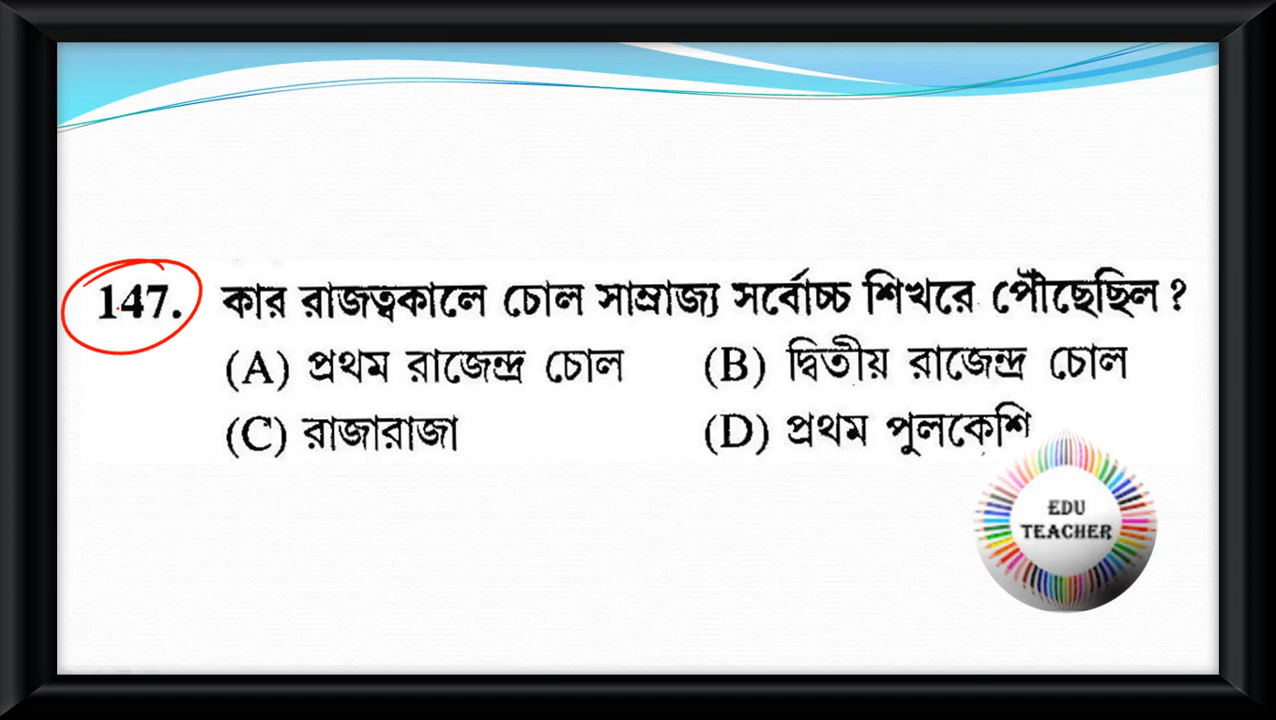 147. কার রাজত্বকালে চোল সাম্রাজ্য সর্বোচ্চ শিখরে পৌঁছেছিল ?
(A) প্রথম রাজেন্দ্র চোল (B) দ্বিতীয় রাজেন্দ্র চোল
(C) রাজারাজা (D) প্রথম পুলকেশি
EDU
TEACHER